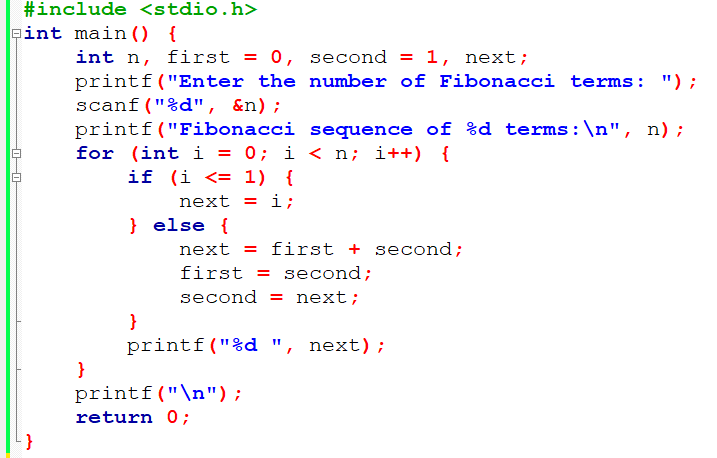 #include <stdio.h>
int main() {
    int n, first = 0, second = 1, next;
    printf("Enter the number of Fibonacci terms: ");
    scanf("%d", &n);
    printf("Fibonacci sequence of %d terms:\n", n);
    for (int i = 0; i < n; i++) {
        if (i <= 1) {
            next = i;
        } else {
            next = first + second;
            first = second;
            second = next;
        }
        printf("%d ", next);
    }
    printf("\n");
    return 0;
}